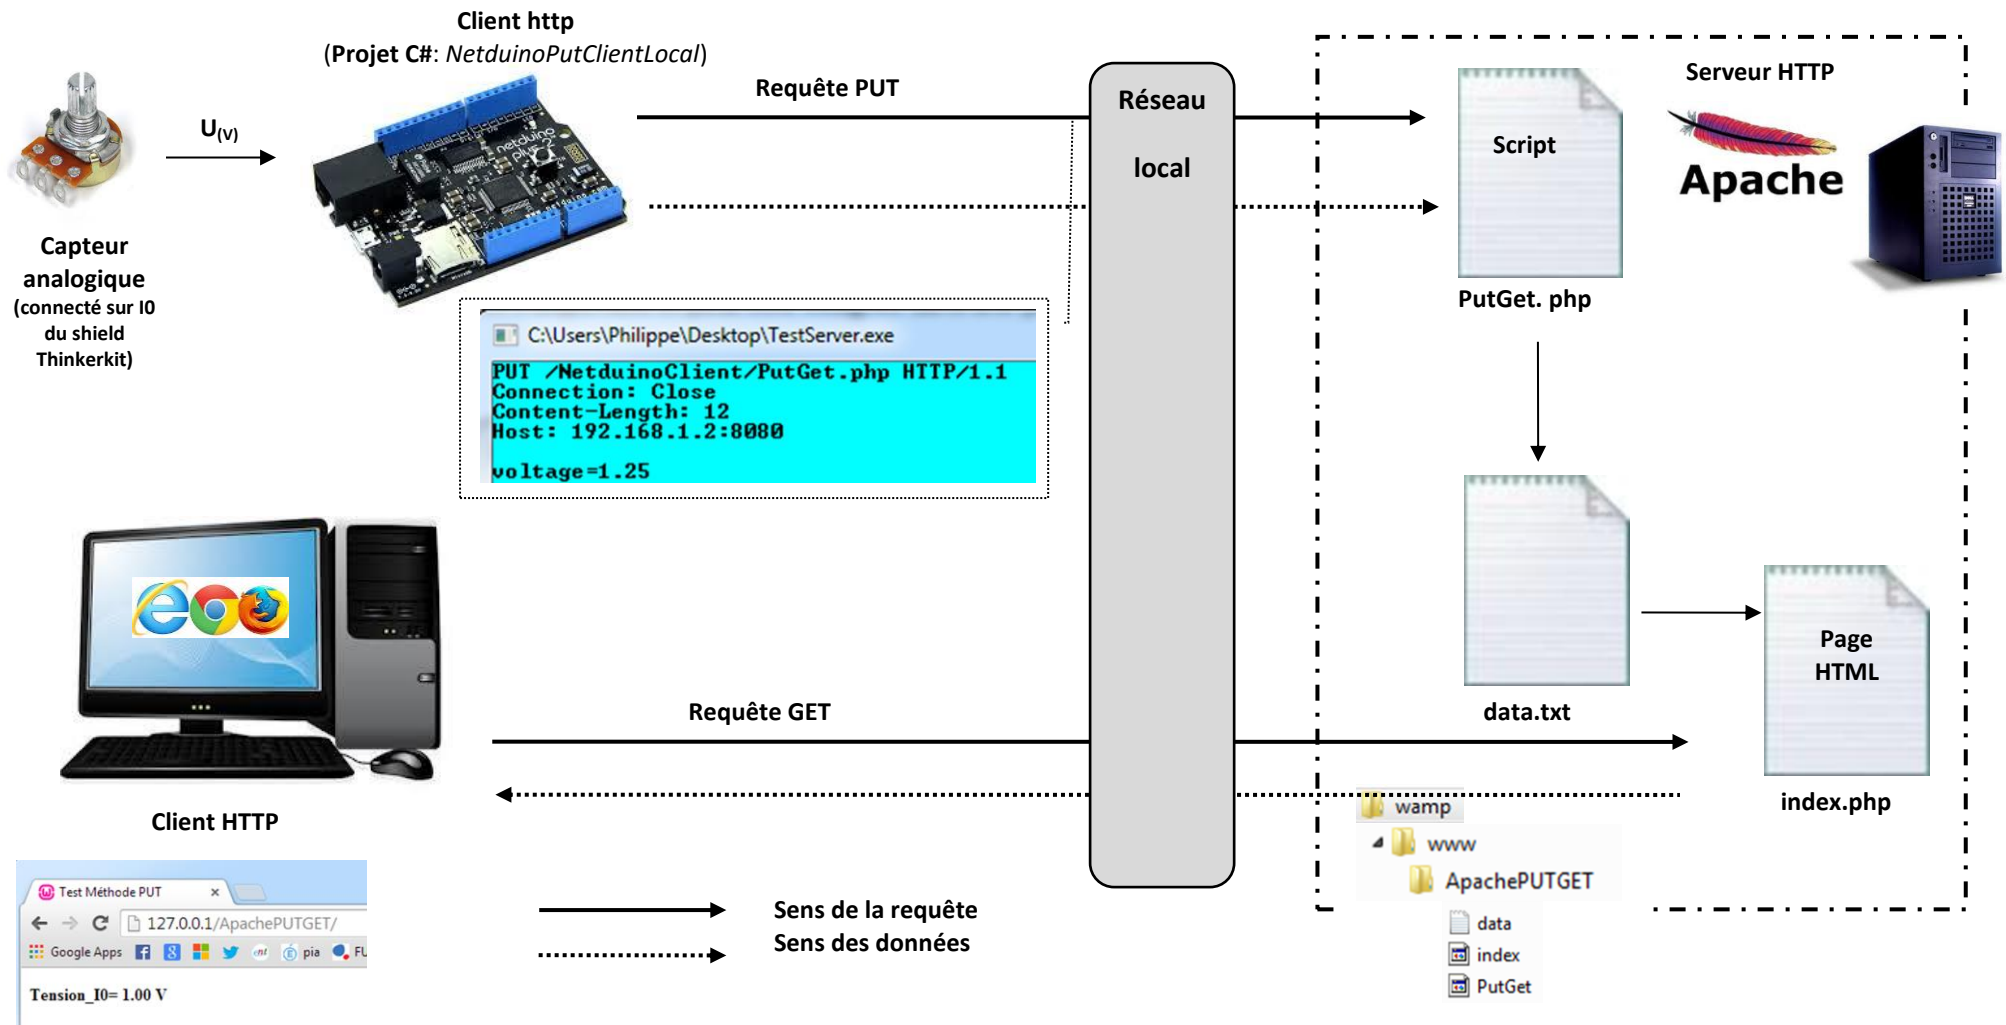 Client http
(Projet C#: NetduinoPutClientLocal)
Requête PUT
Réseau
local
Serveur HTTP
Script
Apache
U(V)
netduino
plus 2
Capteur
analogique
(connecté sur I0
du shield
Thinkerkit)
PutGet. php
C:\Users\Philippe\Desktop\TestServer.exe
PUT /NetduinoClient/PutGet.php HTTP/1.1
Connection: Close
Content-Length: 12
Host: 192.168.1.2:8080
voltage=1.25
Page
HTML
Requête GET
data.txt
index.php
Client HTTP
wamp
www
ApachePUTGET
data
index
PutGet
Test Méthode PUT
127.0.0.1/ApachePUTGET/
Google Apps
pia
FU
Tension_I0= 1.00 V
Sens de la requête
Sens des données